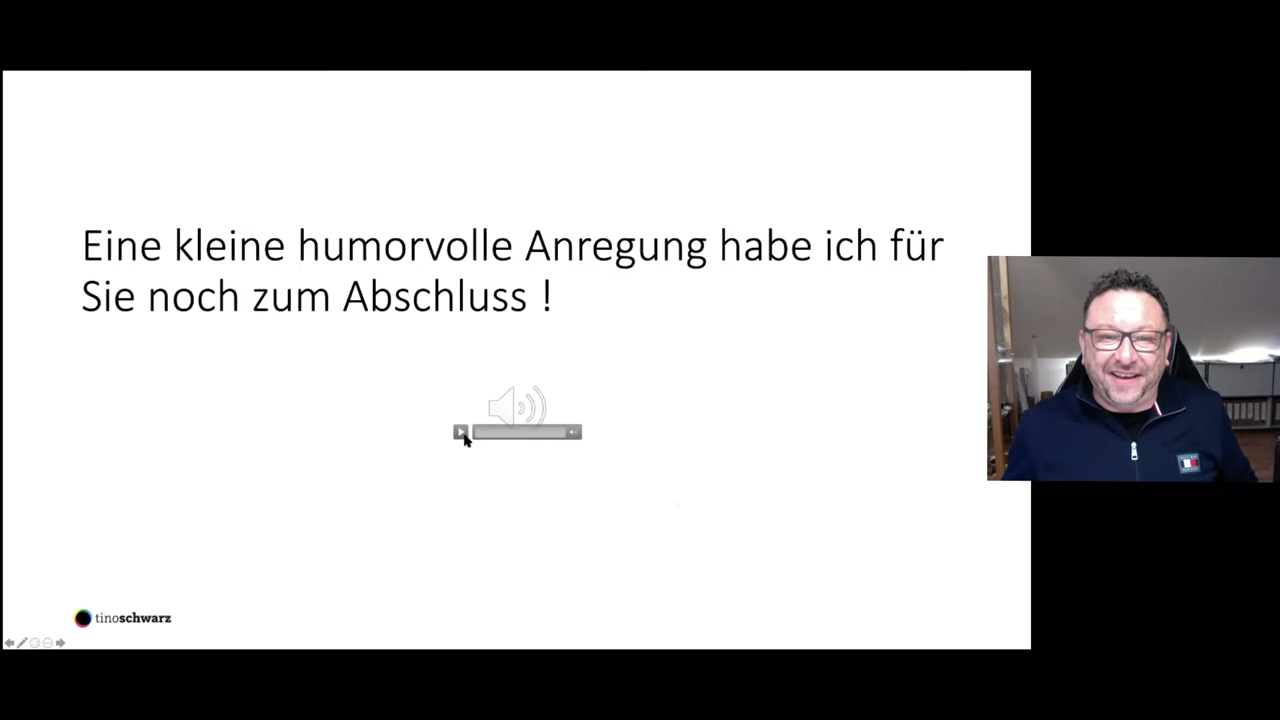 Eine kleine humorvolle Anregung habe ich für
Sie noch zum Abschluss !
tinoschwarz